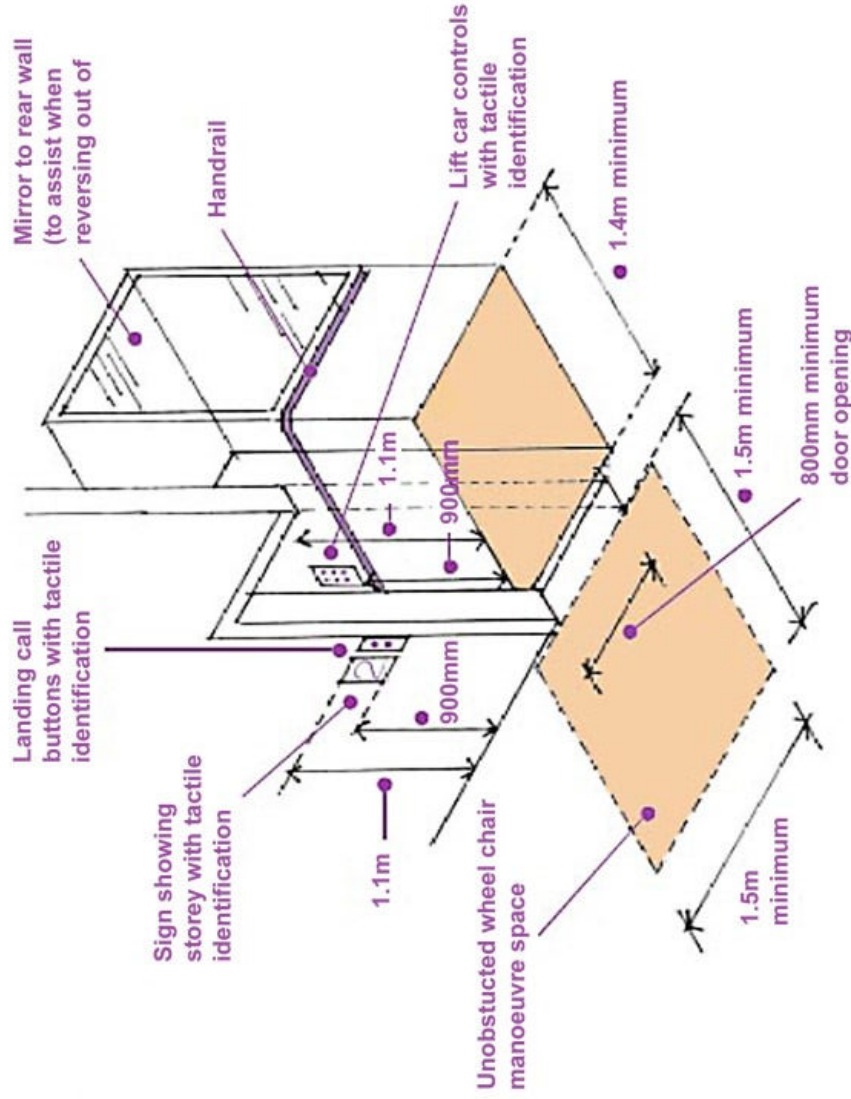 Mirror to rear wall
(to assist when
reversing out of
Handrail
Lift car controls
with tactile
identification
Landing call
buttons with tactile
identification
Sign showing
storey with tactile
identification
2
1.1m
900mm
1.1m
900mm
1.4m minimum
1.5m minimum
800mm minimum
door opening
Unobstucted wheel chair
manoeuvre space
1.5m
minimum